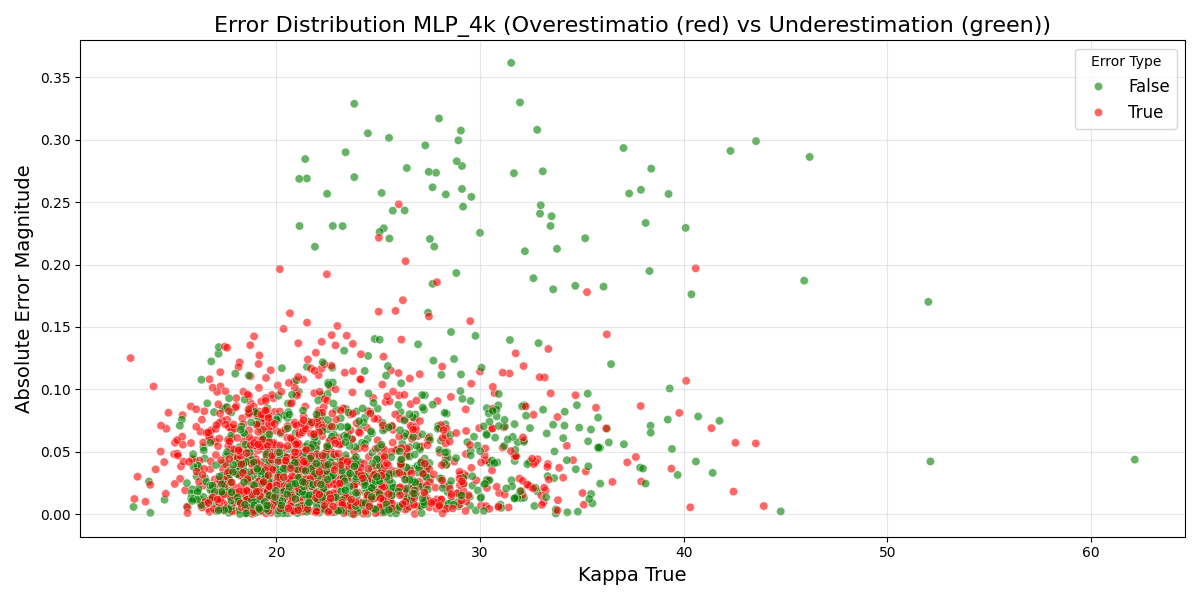 Error Distribution MLP_4k (Overestimatio (red) vs Underestimation (green))
Error Type
False
True
Absolute Error Magnitude
0.35
0.30
0.25
0.20
0.15
0.10
0.05
0.00
20 30 40 50 60
Kappa True